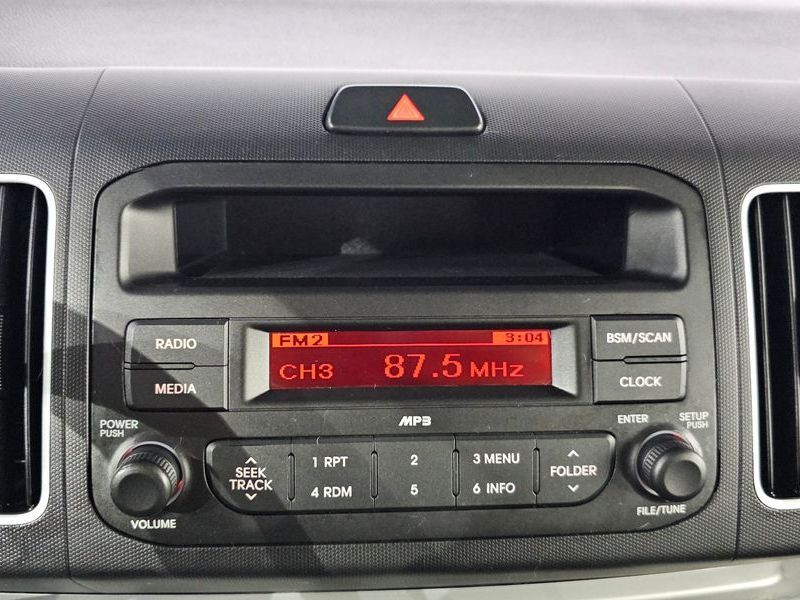 RADIO
MEDIA
FM2 3:04
CH3 87.5 MHz
BSM/SCAN
CLOCK
MP3
POWER
PUSH
VOLUME
ENTER
SETUP
PUSH
FILE/TUNE
SEEK
TRACK
1 RPT
2
3 MENU
4 RDM
5
6 INFO
FOLDER